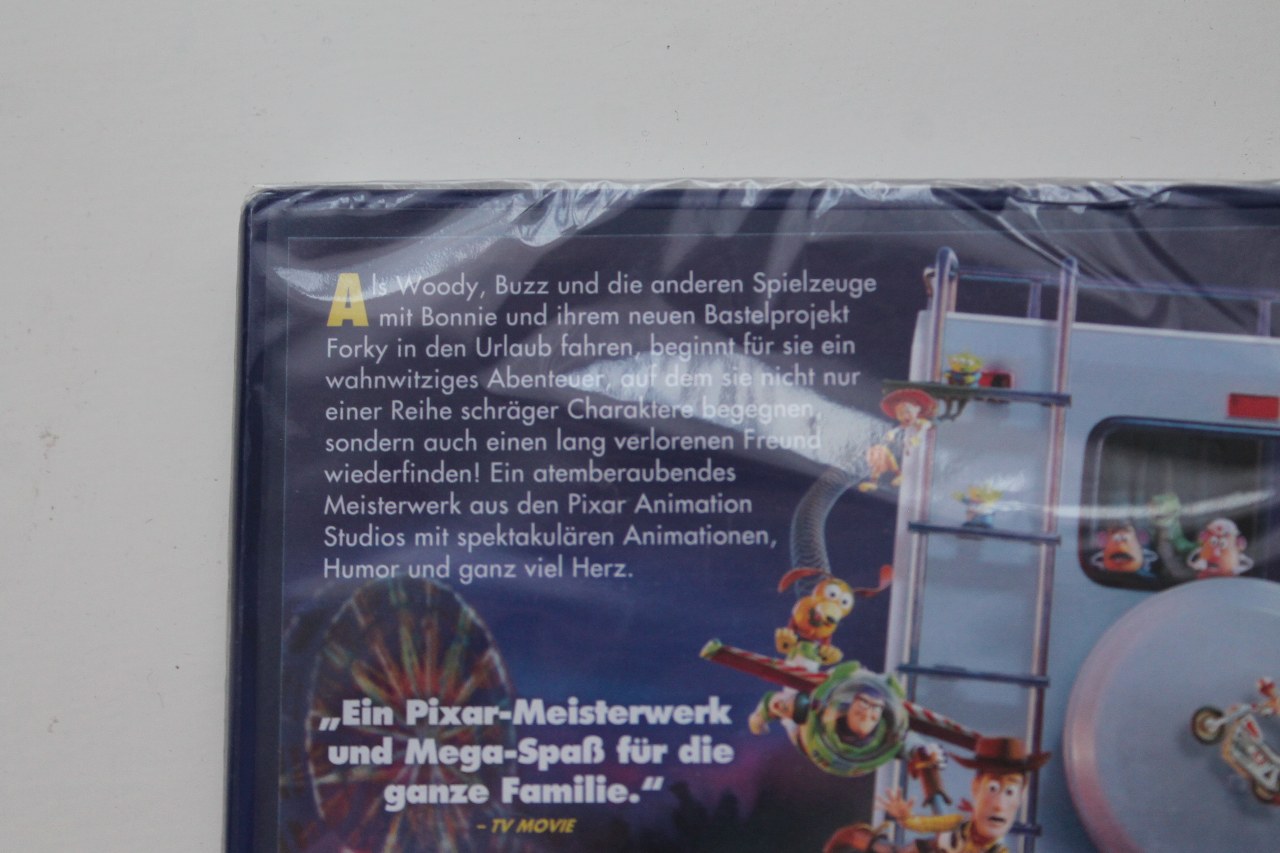 Als Woody, Buzz und die anderen Spielzeuge
mit Bonnie und ihrem neuen Bastelprojekt
Forky in den Urlaub fahren, beginnt für sie ein
wahnwitziges Abenteuer, auf dem sie nicht nur
einer Reihe schräger Charaktere begegnen,
sondern auch einen lang verlorenen Freund
wiederfinden! Ein atemberaubendes
Meisterwerk aus den Pixar Animation
Studios mit spektakulären Animationen,
Humor und ganz viel Herz.
„Ein Pixar-Meisterwerk
und Mega-Spaß für die
ganze Familie.“
– TV MOVIE